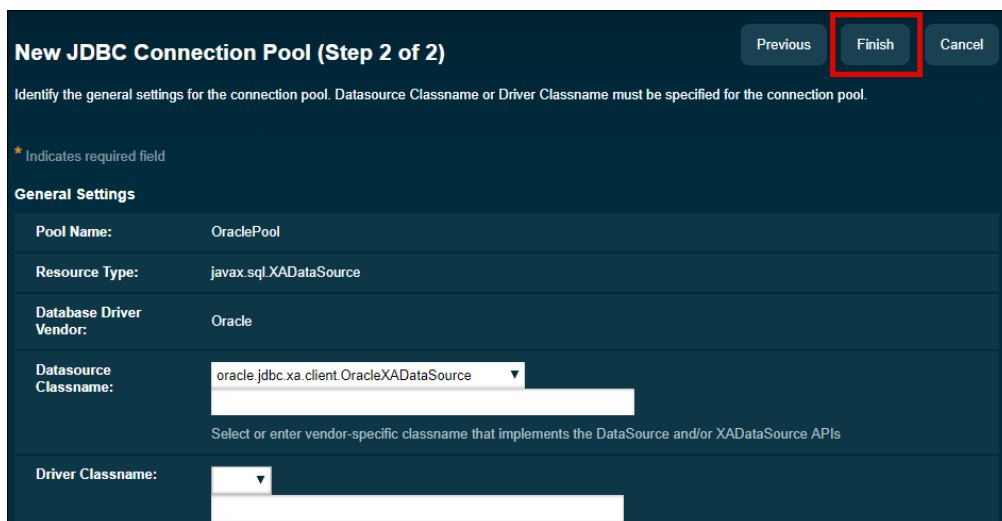 New JDBC Connection Pool (Step 2 of 2)
Previous
Finish
Cancel
Identify the general settings for the connection pool. Datasource Classname or Driver Classname must be specified for the connection pool.
* Indicates required field
General Settings
Pool Name:
OraclePool
Resource Type:
javax.sql.XADataSource
Database Driver
Vendor:
Oracle
Datasource
Classname:
oracle.jdbc.xa.client.OracleXADataSource
Select or enter vendor-specific classname that implements the DataSource and/or XADataSource APIs
Driver Classname: